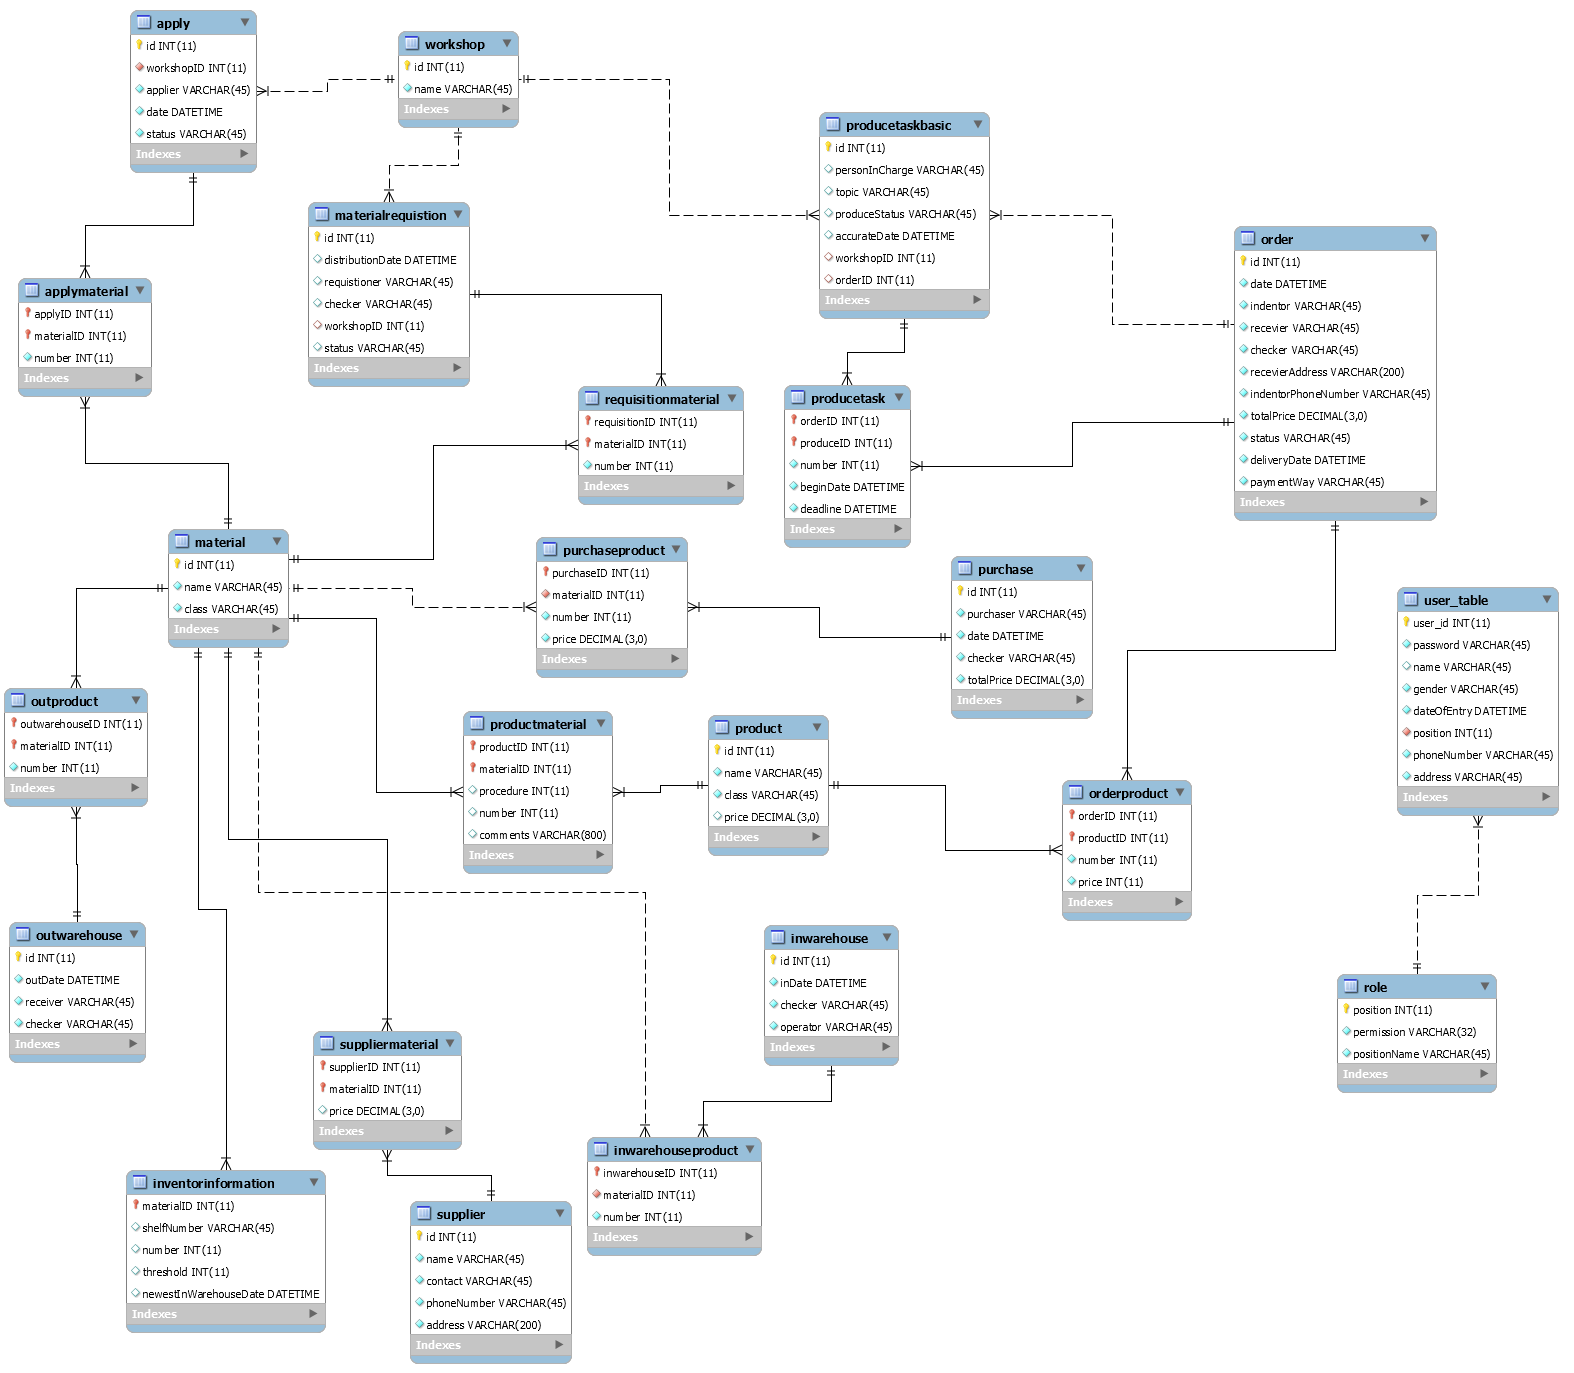 apply
id INT(11)
workshopID INT(11)
applier VARCHAR(45)
date DATETIME
status VARCHAR(45)
Indexes
workshop
id INT(11)
name VARCHAR(45)
Indexes
producetaskbasic
id INT(11)
personInCharge VARCHAR(45)
topic VARCHAR(45)
produceStatus VARCHAR(45)
accurateDate DATETIME
workshopID INT(11)
orderID INT(11)
Indexes
materialrequistion
id INT(11)
distributionDate DATETIME
requistioner VARCHAR(45)
checker VARCHAR(45)
workshopID INT(11)
status VARCHAR(45)
Indexes
order
id INT(11)
date DATETIME
indentor VARCHAR(45)
recevier VARCHAR(45)
checker VARCHAR(45)
recevierAddress VARCHAR(200)
indentorPhoneNumber VARCHAR(45)
totalPrice DECIMAL(3,0)
status VARCHAR(45)
deliveryDate DATETIME
paymentWay VARCHAR(45)
Indexes
applymaterial
applyID INT(11)
materialID INT(11)
number INT(11)
Indexes
requisitionmaterial
requisitionID INT(11)
materialID INT(11)
number INT(11)
Indexes
producetask
orderID INT(11)
produceID INT(11)
number INT(11)
beginDate DATETIME
deadline DATETIME
Indexes
material
id INT(11)
name VARCHAR(45)
class VARCHAR(45)
Indexes
purchaseproduct
purchaseID INT(11)
materialID INT(11)
number INT(11)
price DECIMAL(3,0)
Indexes
purchase
id INT(11)
purchaser VARCHAR(45)
date DATETIME
checker VARCHAR(45)
totalPrice DECIMAL(3,0)
Indexes
user_table
user_id INT(11)
password VARCHAR(45)
name VARCHAR(45)
gender VARCHAR(45)
dateOfEntry DATETIME
position INT(11)
phoneNumber VARCHAR(45)
address VARCHAR(45)
Indexes
outproduct
outwarehouseID INT(11)
materialID INT(11)
number INT(11)
Indexes
productmaterial
productID INT(11)
materialID INT(11)
procedure INT(11)
number INT(11)
comments VARCHAR(800)
Indexes
product
id INT(11)
name VARCHAR(45)
class VARCHAR(45)
price DECIMAL(3,0)
Indexes
orderproduct
orderID INT(11)
productID INT(11)
number INT(11)
price INT(11)
Indexes
outwarehouse
id INT(11)
outDate DATETIME
receiver VARCHAR(45)
checker VARCHAR(45)
Indexes
inwarehouse
id INT(11)
inDate DATETIME
checker VARCHAR(45)
operator VARCHAR(45)
Indexes
role
position INT(11)
permission VARCHAR(32)
positionName VARCHAR(45)
Indexes
suppliermaterial
supplierID INT(11)
materialID INT(11)
price DECIMAL(3,0)
Indexes
inwarehouseproduct
inwarehouseID INT(11)
materialID INT(11)
number INT(11)
Indexes
inventorinformation
materialID INT(11)
shelfNumber VARCHAR(45)
number INT(11)
threshold INT(11)
newestInWarehouseDate DATETIME
Indexes
supplier
id INT(11)
name VARCHAR(45)
contact VARCHAR(45)
phoneNumber VARCHAR(45)
address VARCHAR(200)
Indexes